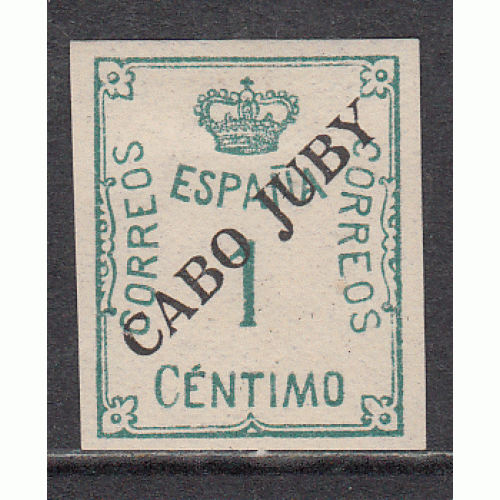 ESPAÑA
CORREOS
CORREOS
1
CÉNTIMO
CABO JUBY